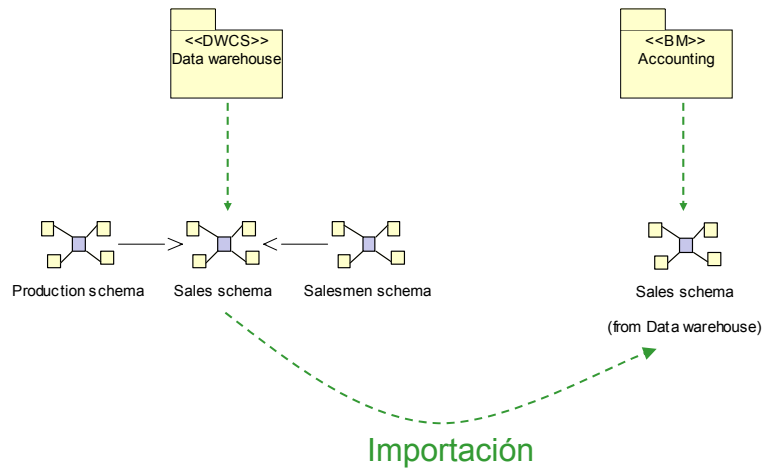 <<DWCS>>
Data warehouse
<<BM>>
Accounting
Production schema
Sales schema
Salesmen schema
Sales schema
(from Data warehouse)
Importación